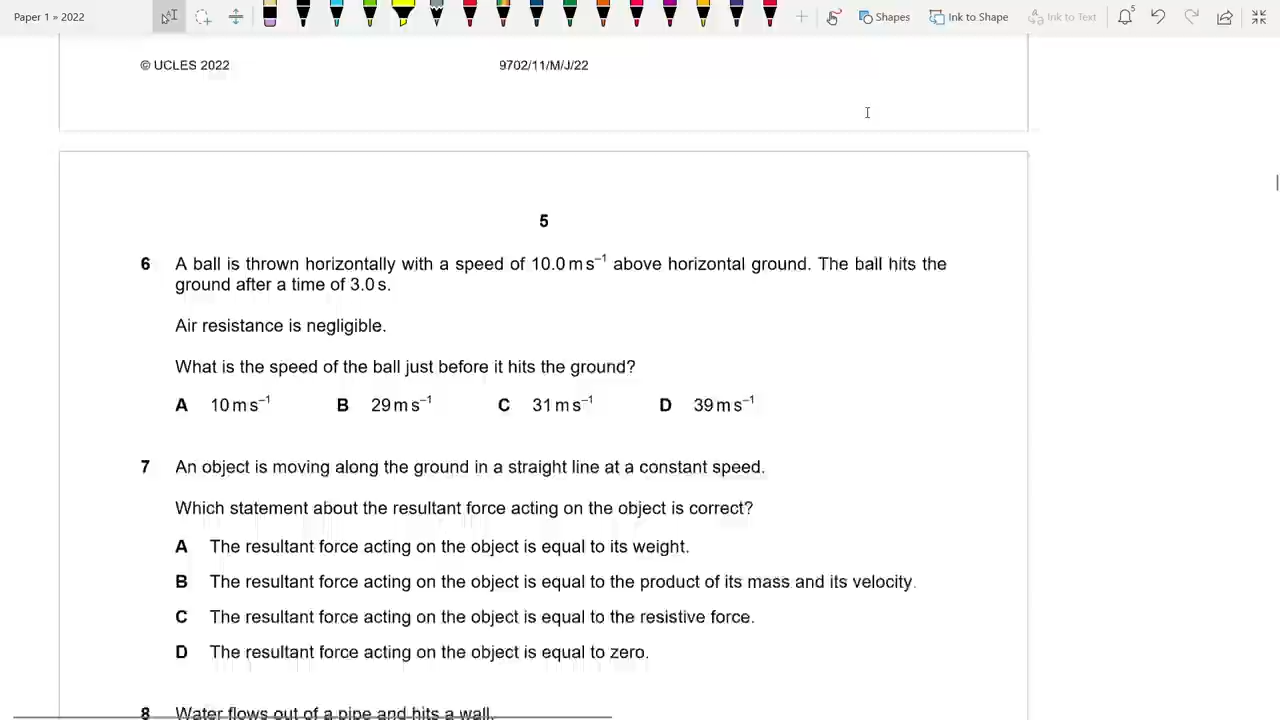 Paper 1 » 2022
Shapes
Ink to Shape
Ink to Text
5
© UCLES 2022
9702/11/M/J/22
5
6 A ball is thrown horizontally with a speed of 10.0 m s⁻¹ above horizontal ground. The ball hits the
ground after a time of 3.0 s.
Air resistance is negligible.
What is the speed of the ball just before it hits the ground?
A 10 m s⁻¹ B 29 m s⁻¹ C 31 m s⁻¹ D 39 m s⁻¹
7 An object is moving along the ground in a straight line at a constant speed.
Which statement about the resultant force acting on the object is correct?
A The resultant force acting on the object is equal to its weight.
B The resultant force acting on the object is equal to the product of its mass and its velocity.
C The resultant force acting on the object is equal to the resistive force.
D The resultant force acting on the object is equal to zero.
8 Water flows out of a pipe and hits a wall.